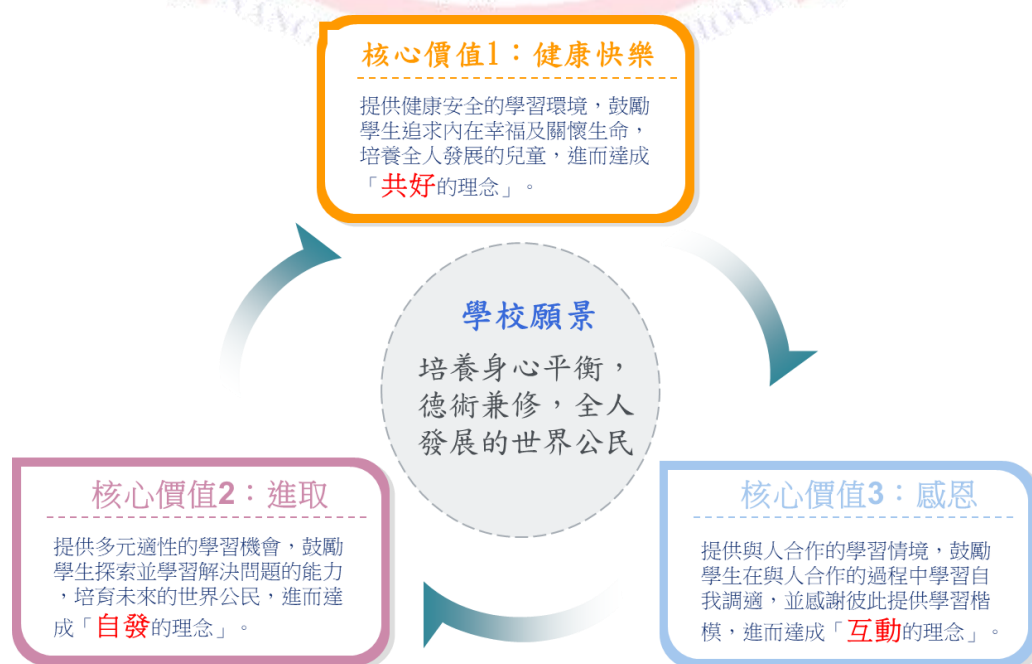 核心價值1：健康快樂
提供健康安全的學習環境，鼓勵
學生追求內在幸福及關懷生命，
培養全人發展的兒童，進而達成
「共好的理念」。
學校願景
培養身心平衡，
德術兼修，全人
發展的世界公民
核心價值2：進取
提供多元適性的學習機會，鼓勵
學生探索並學習解決問題的能力
，培育未來的世界公民，進而達
成「自發的理念」。
核心價值3：感恩
提供與人合作的學習情境，鼓勵
學生在與人合作的過程中學習自
我調適，並感謝彼此提供學習楷
模，進而達成「互動的理念」。